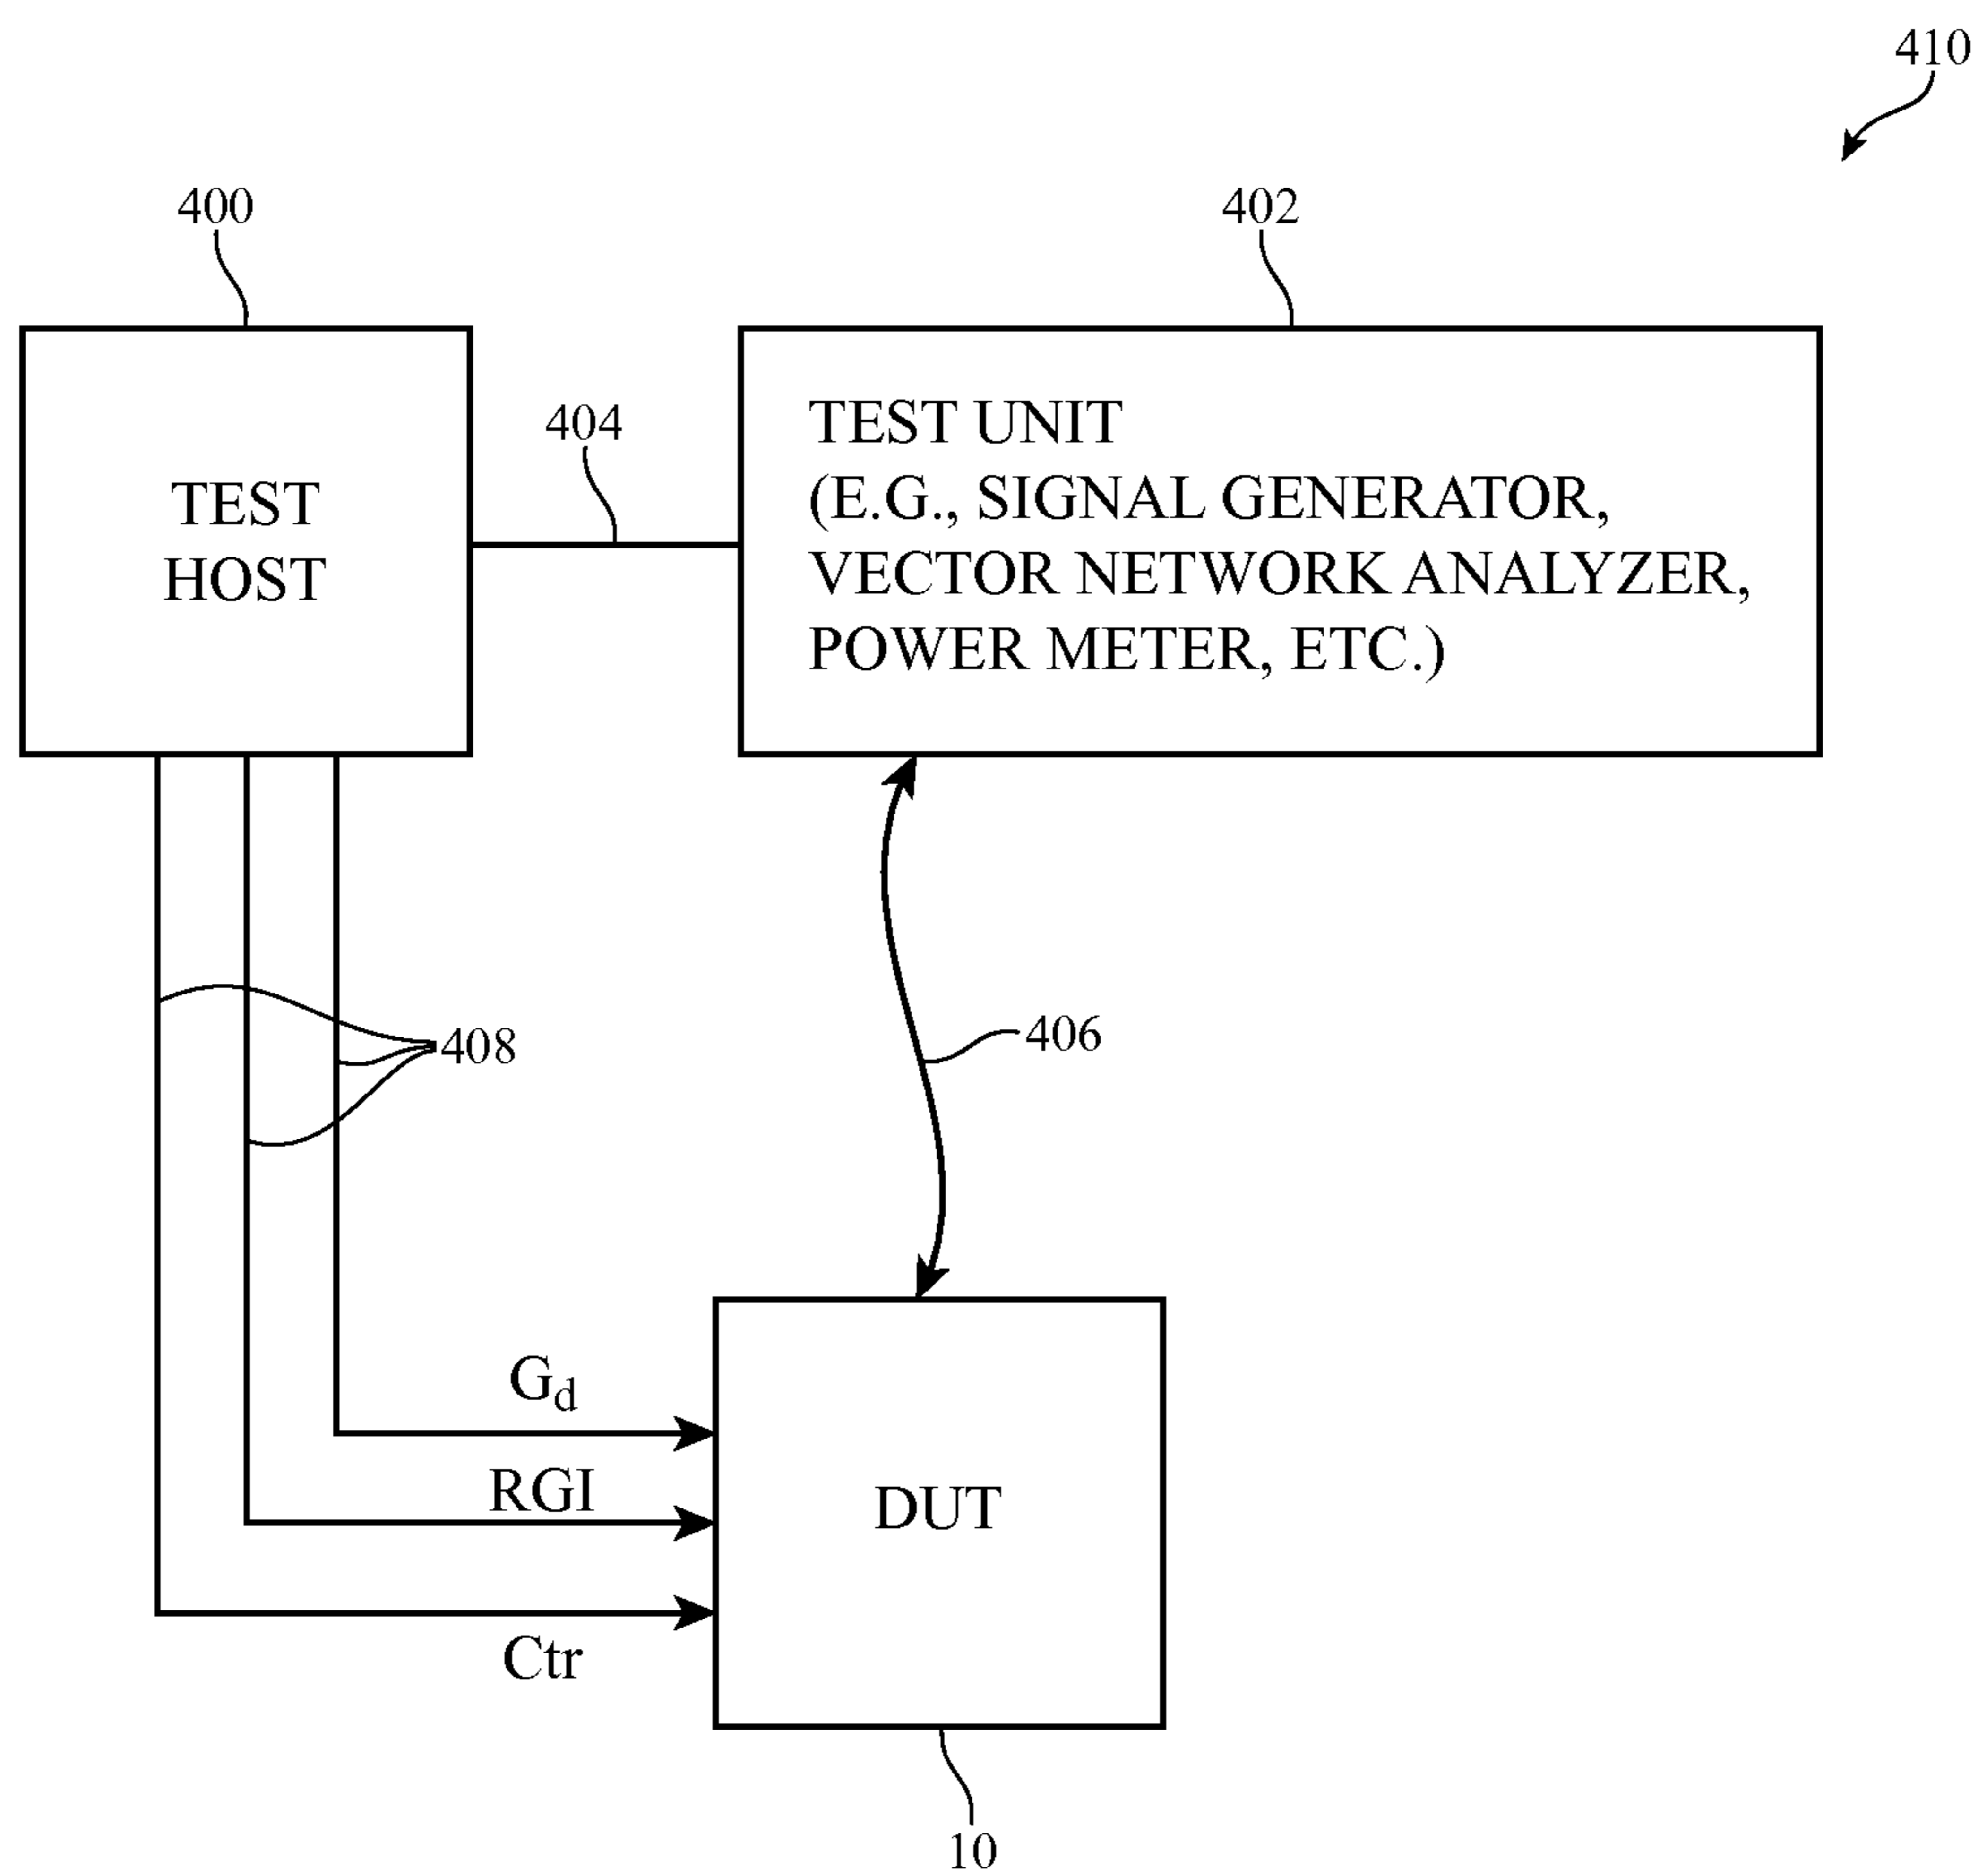 410
400
402
404
TEST
HOST
TEST UNIT
(E.G., SIGNAL GENERATOR,
VECTOR NETWORK ANALYZER,
POWER METER, ETC.)
406
408
Gd
RGI
Ctr
DUT
10